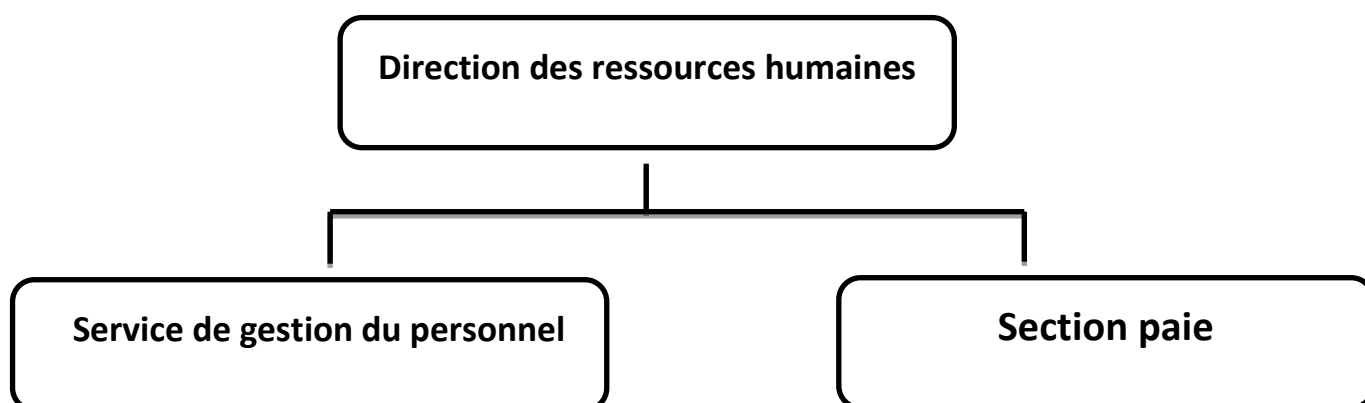 Direction des ressources humaines
Service de gestion du personnel
Section paie